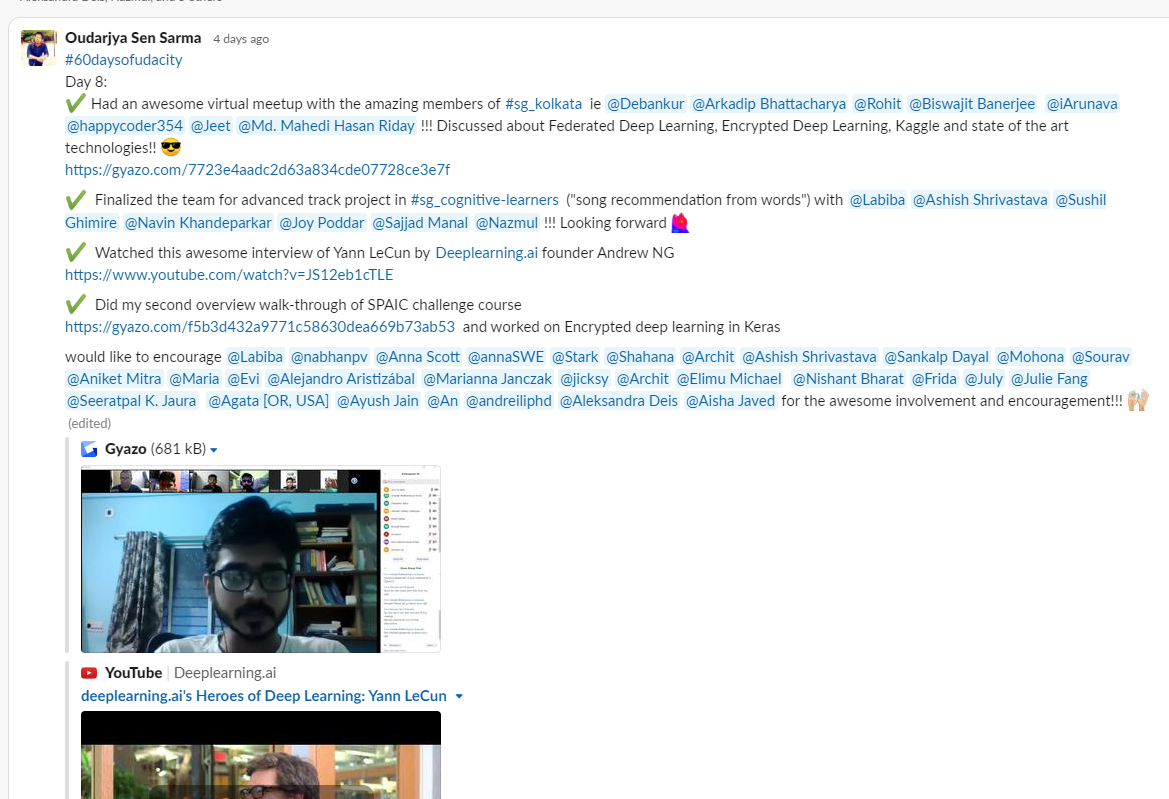 Oudarjya Sen Sarma 4 days ago
#60daysofudacity
Day 8:
Had an awesome virtual meetup with the amazing members of #sg_kolkata ie @Debankur @Arkadip Bhattacharya @Rohit @Biswajit Banerjee @iArunava
@happycoder354 @Jeet @Md. Mahedi Hasan Riday !!! Discussed about Federated Deep Learning, Encrypted Deep Learning, Kaggle and state of the art
technologies!! 😎
https://gyazo.com/7723e4aadc2d63a834cde07728ce3e7f
Finalized the team for advanced track project in #sg_cognitive-learners ("song recommendation from words") with @Labiba @Ashish Shrivastava @Sushil
Ghimire @Navin Khandeparkar @Joy Poddar @Sajjad Manal @Nazmul !!! Looking forward
Watched this awesome interview of Yann LeCun by Deeplearning.ai founder Andrew NG
https://www.youtube.com/watch?v=JS12eb1cTLE
Did my second overview walk-through of SPAIC challenge course
https://gyazo.com/f5b3d432a9771c58630dea669b73ab53 and worked on Encrypted deep learning in Keras
would like to encourage @Labiba @nabhanpv @Anna Scott @annaSWE @Stark @Shahana @Archit @Ashish Shrivastava @Sankalp Dayal @Mohona @Sourav
@Aniket Mitra @Maria @Evi @Alejandro Aristizábal @Marianna Janczak @jicksy @Archit @Elimu Michael @Nishant Bharat @Frida @July @Julie Fang
@Seeratpal K. Jaura @Agata [OR, USA] @Ayush Jain @An @andreiliphd @Aleksandra Deis @Aisha Javed for the awesome involvement and encouragement!!!
(edited)
Gyazo (681 kB)
YouTube Deeplearning.ai
deeplearning.ai's Heroes of Deep Learning: Yann LeCun